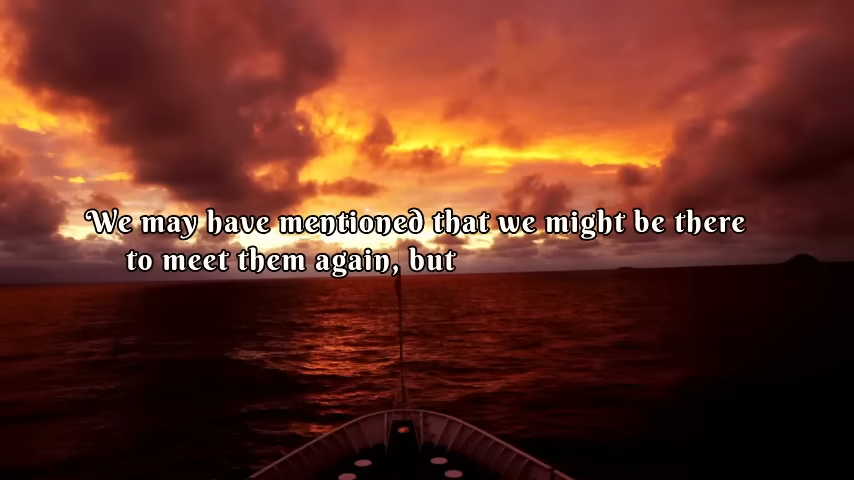 We may have mentioned that we might be there
to meet them again, but